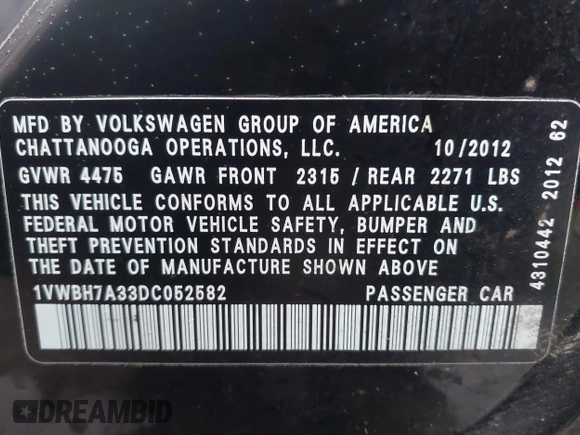 MFD BY VOLKSWAGEN GROUP OF AMERICA
CHATTANOOGA OPERATIONS, LLC. 10/2012
GVWR 4475 GAWR FRONT 2315 / REAR 2271 LBS
THIS VEHICLE CONFORMS TO ALL APPLICABLE U.S.
FEDERAL MOTOR VEHICLE SAFETY, BUMPER AND
THEFT PREVENTION STANDARDS IN EFFECT ON
THE DATE OF MANUFACTURE SHOWN ABOVE
1VWBH7A33DC052582 PASSENGER CAR
4310442 2012 62
DREAMBID